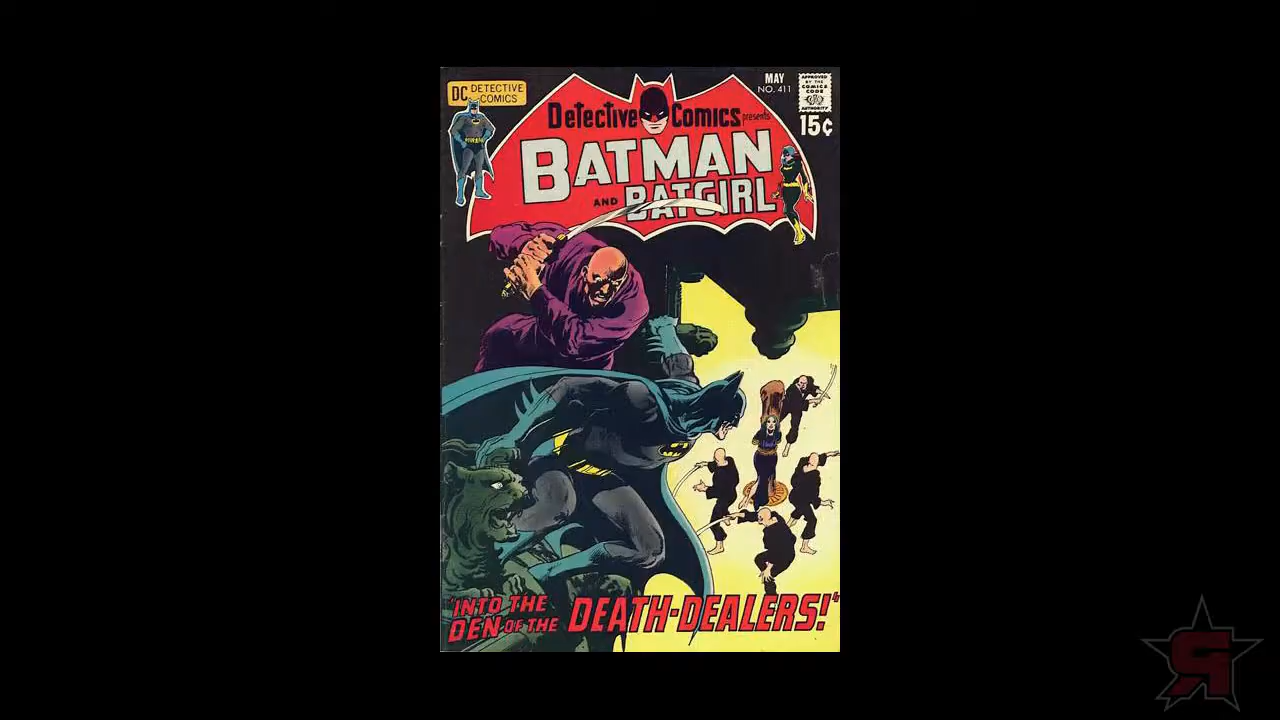 DC DETECTIVE COMICS
MAY
NO. 411
APPROVED
BY THE
COMICS
CODE
AUTHORITY
15¢
Detective Comics presents
BATMAN
AND BATGIRL
"INTO THE
DEN OF THE DEATH-DEALERS!"